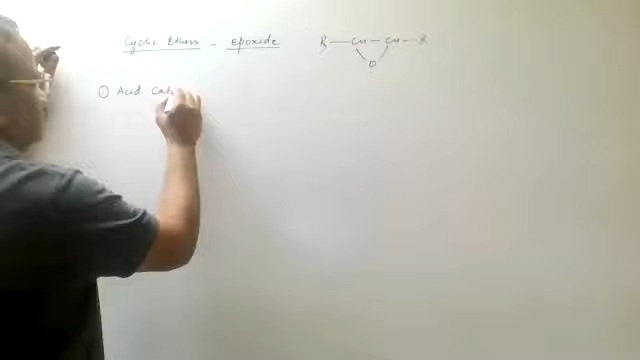 Cyclic Ethers - epoxide R — CH — CH — R
O
① Acid Cat